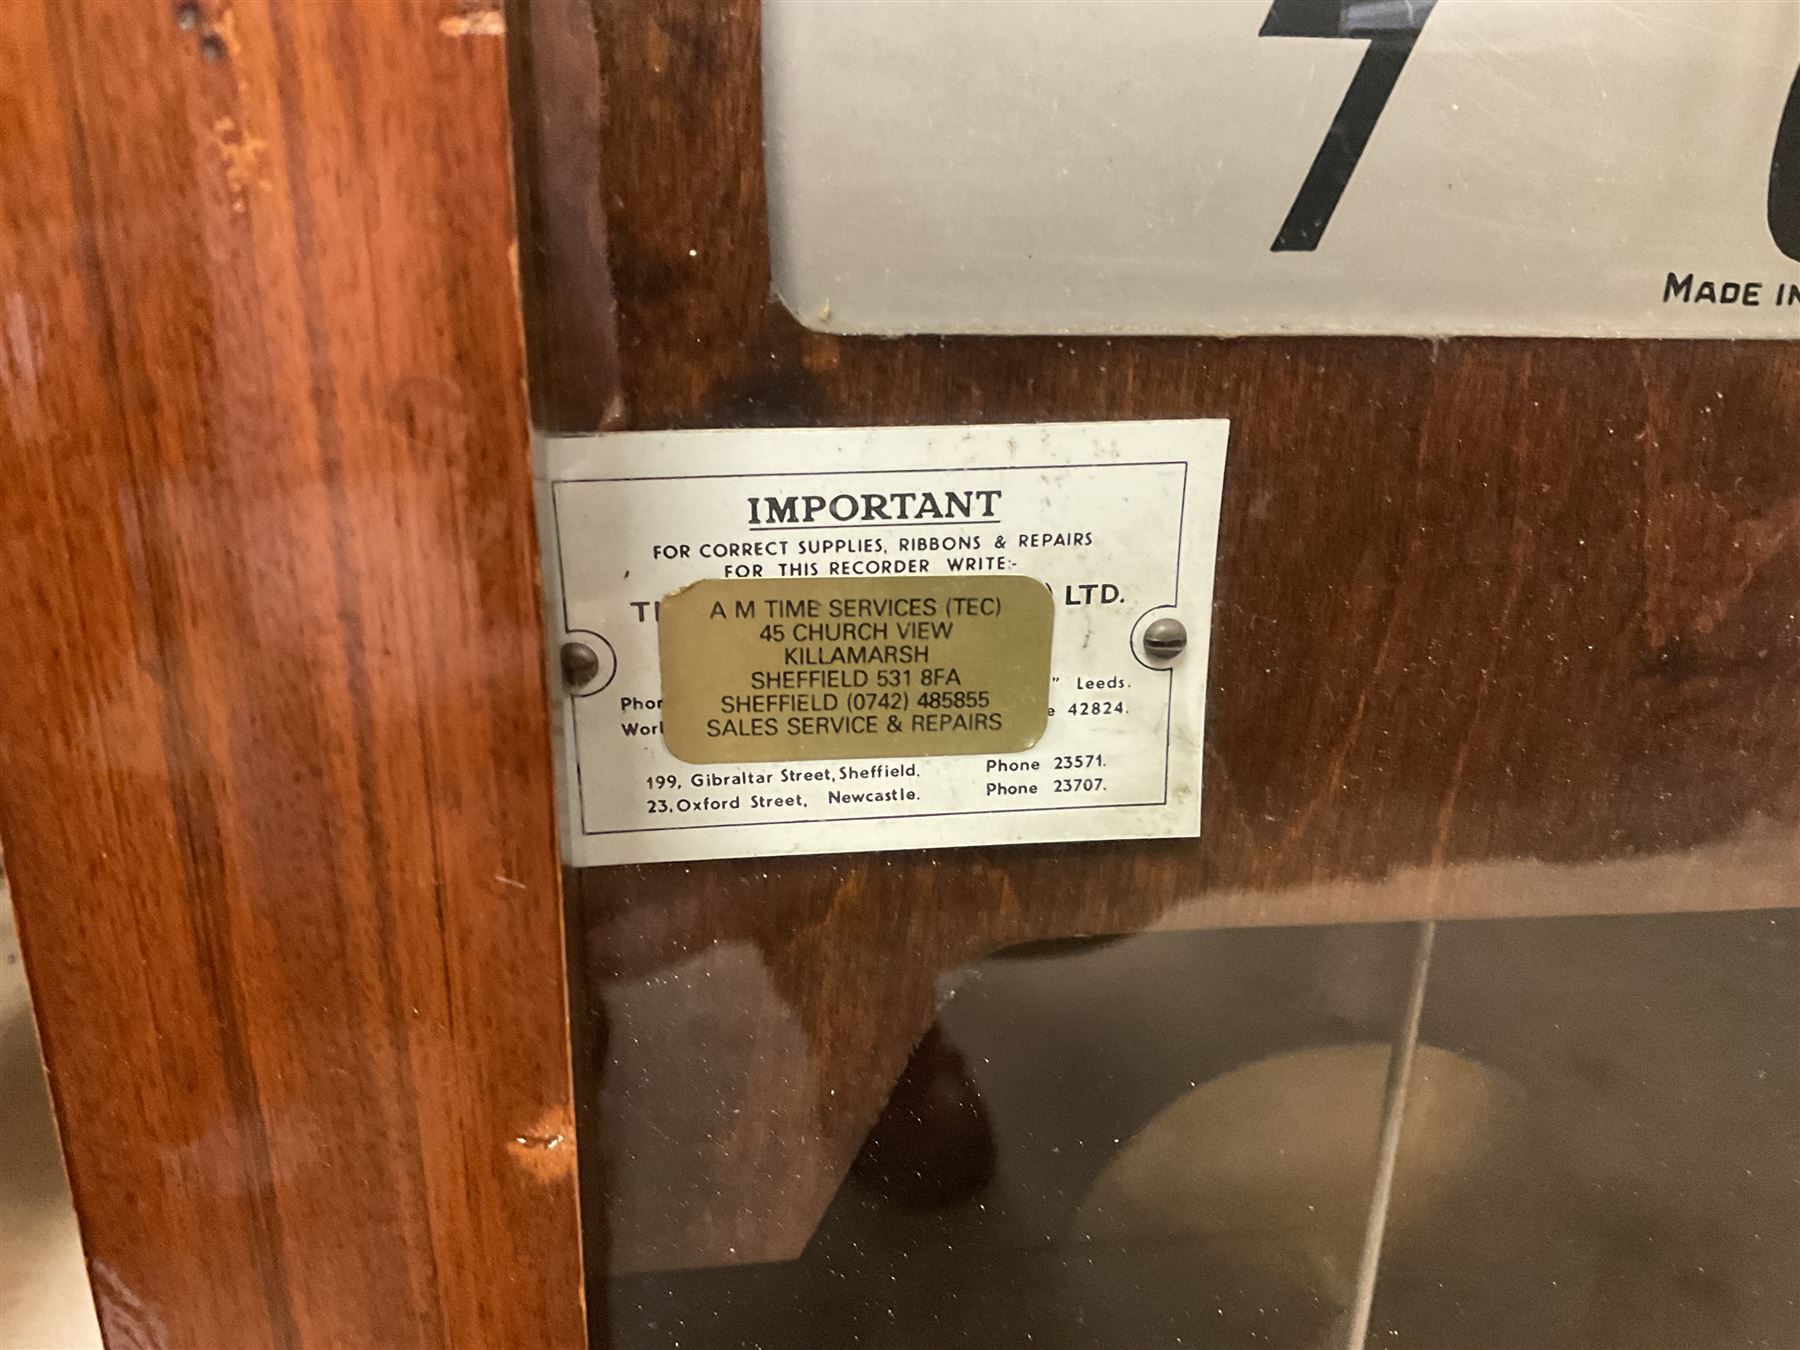 7
MADE IN
IMPORTANT
FOR CORRECT SUPPLIES, RIBBONS & REPAIRS
FOR THIS RECORDER WRITE:-
LTD.
A M TIME SERVICES (TEC)
45 CHURCH VIEW
KILLAMARSH
SHEFFIELD 531 8FA
SHEFFIELD (0742) 485855
SALES SERVICE & REPAIRS
" Leeds.
42824.
199, Gibraltar Street, Sheffield. Phone 23571.
23, Oxford Street, Newcastle. Phone 23707.